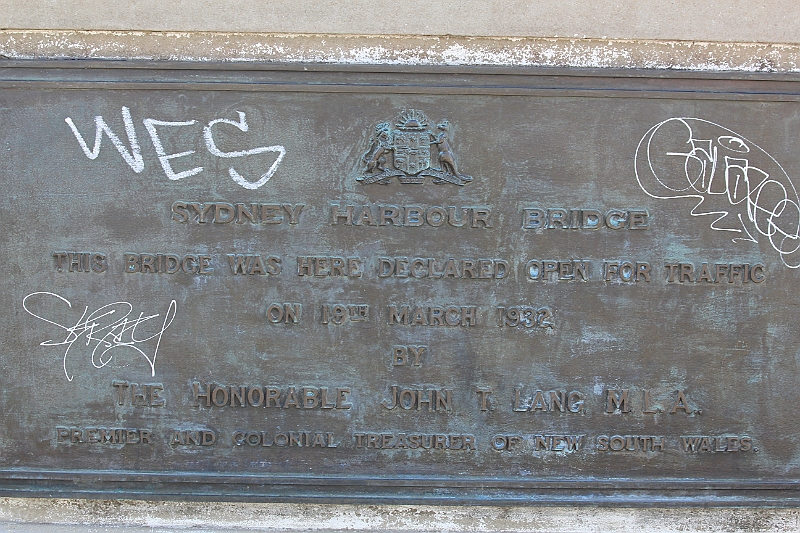 WES
SYDNEY HARBOUR BRIDGE
THIS BRIDGE WAS HERE DECLARED OPEN FOR TRAFFIC
ON 19TH MARCH 1932
BY
THE HONORABLE JOHN T. LANG M.L.A.
PREMIER AND COLONIAL TREASURER OF NEW SOUTH WALES.